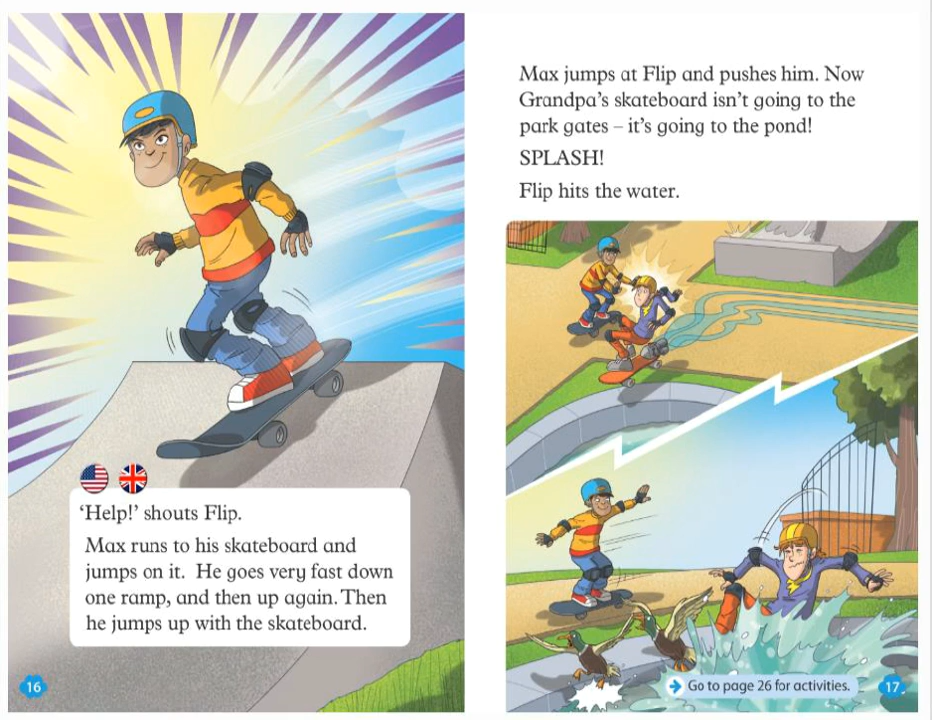 ‘Help!’ shouts Flip.
Max runs to his skateboard and
jumps on it.  He goes very fast down
one ramp, and then up again. Then
he jumps up with the skateboard.
16
Max jumps at Flip and pushes him. Now
Grandpa’s skateboard isn’t going to the
park gates – it’s going to the pond!
SPLASH!
Flip hits the water.
Go to page 26 for activities.
17